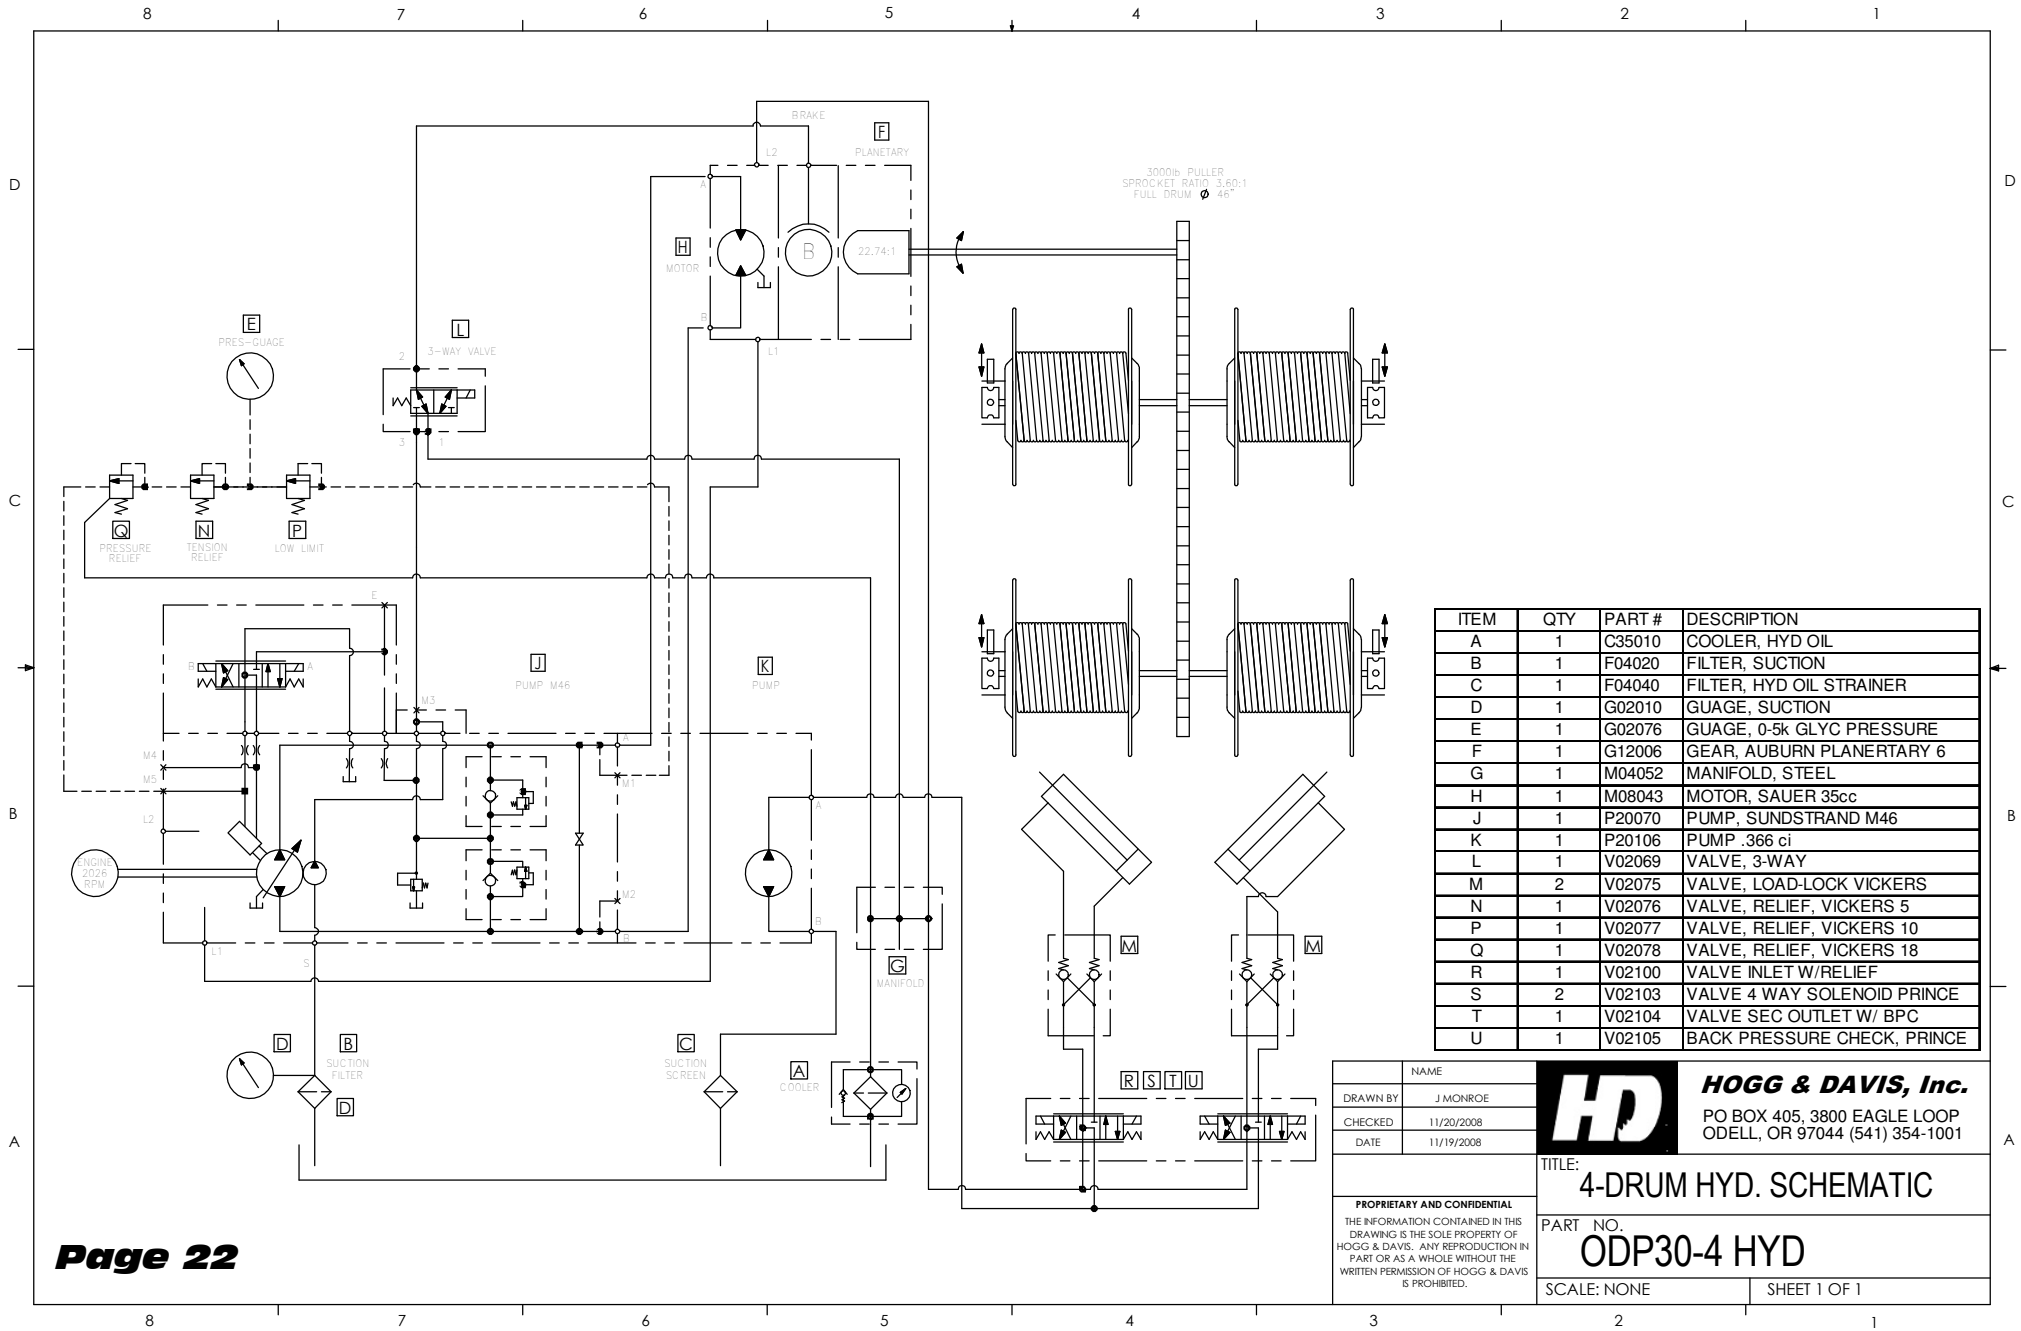 8 7 6 5 4 3 2 1
D
C
B
A
BRAKE
F
PLANETARY
L2
A
H
MOTOR
B
22.74:1
B
L1
3000lb PULLER
SPROCKET RATIO 3.60:1
FULL DRUM Ø 46"
D
C
B
A
E
PRES-GUAGE
L
3-WAY VALVE
2
3
1
Q
PRESSURE
RELIEF
N
TENSION
RELIEF
P
LOW LIMIT
E
B
A
J
PUMP M46
K
PUMP
M3
M4
M5
L2
A
M1
A
ENGINE
2026
RPM
M2
B
B
L1
S
G
MANIFOLD
M
M
D
B
SUCTION
FILTER
D
C
SUCTION
SCREEN
A
COOLER
R S T U
ITEM QTY PART # DESCRIPTION
A 1 C35010 COOLER, HYD OIL
B 1 F04020 FILTER, SUCTION
C 1 F04040 FILTER, HYD OIL STRAINER
D 1 G02010 GUAGE, SUCTION
E 1 G02076 GUAGE, 0-5k GLYC PRESSURE
F 1 G12006 GEAR, AUBURN PLANERTARY 6
G 1 M04052 MANIFOLD, STEEL
H 1 M08043 MOTOR, SAUER 35cc
J 1 P20070 PUMP, SUNDSTRAND M46
K 1 P20106 PUMP .366 ci
L 1 V02069 VALVE, 3-WAY
M 2 V02075 VALVE, LOAD-LOCK VICKERS
N 1 V02076 VALVE, RELIEF, VICKERS 5
P 1 V02077 VALVE, RELIEF, VICKERS 10
Q 1 V02078 VALVE, RELIEF, VICKERS 18
R 1 V02100 VALVE INLET W/RELIEF
S 2 V02103 VALVE 4 WAY SOLENOID PRINCE
T 1 V02104 VALVE SEC OUTLET W/ BPC
U 1 V02105 BACK PRESSURE CHECK, PRINCE
NAME
DRAWN BY J MONROE
CHECKED 11/20/2008
DATE 11/19/2008
PROPRIETARY AND CONFIDENTIAL
THE INFORMATION CONTAINED IN THIS
DRAWING IS THE SOLE PROPERTY OF
HOGG & DAVIS. ANY REPRODUCTION IN
PART OR AS A WHOLE WITHOUT THE
WRITTEN PERMISSION OF HOGG & DAVIS
IS PROHIBITED.
HD
HOGG & DAVIS, Inc.
PO BOX 405, 3800 EAGLE LOOP
ODELL, OR 97044 (541) 354-1001
TITLE:
4-DRUM HYD. SCHEMATIC
PART NO.
ODP30-4 HYD
SCALE: NONE
SHEET 1 OF 1
Page 22
8 7 6 5 4 3 2 1